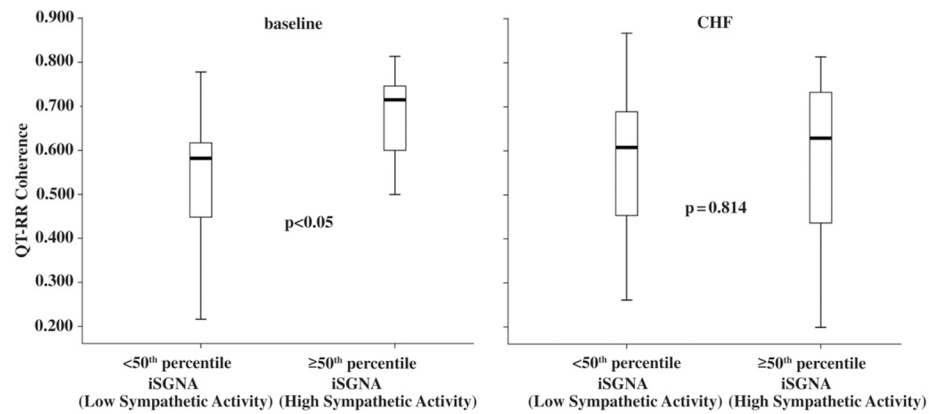 baseline
CHF
0.900
0.800
0.700
0.600
0.500
0.400
0.300
0.200
QT-RR Coherence
p<0.05
p=0.814
<50th percentile
iSGNA
(Low Sympathetic Activity)
≥50th percentile
iSGNA
(High Sympathetic Activity)
<50th percentile
iSGNA
(Low Sympathetic Activity)
≥50th percentile
iSGNA
(High Sympathetic Activity)